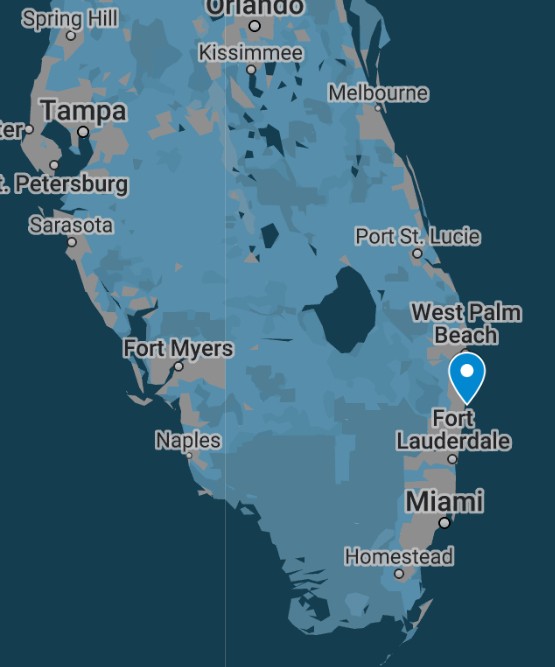 Orlando
Spring Hill
Kissimmee
Melbourne
Tampa
ter
t. Petersburg
Sarasota
Port St. Lucie
West Palm
Beach
Fort Myers
Fort
Lauderdale
Naples
Miami
Homestead